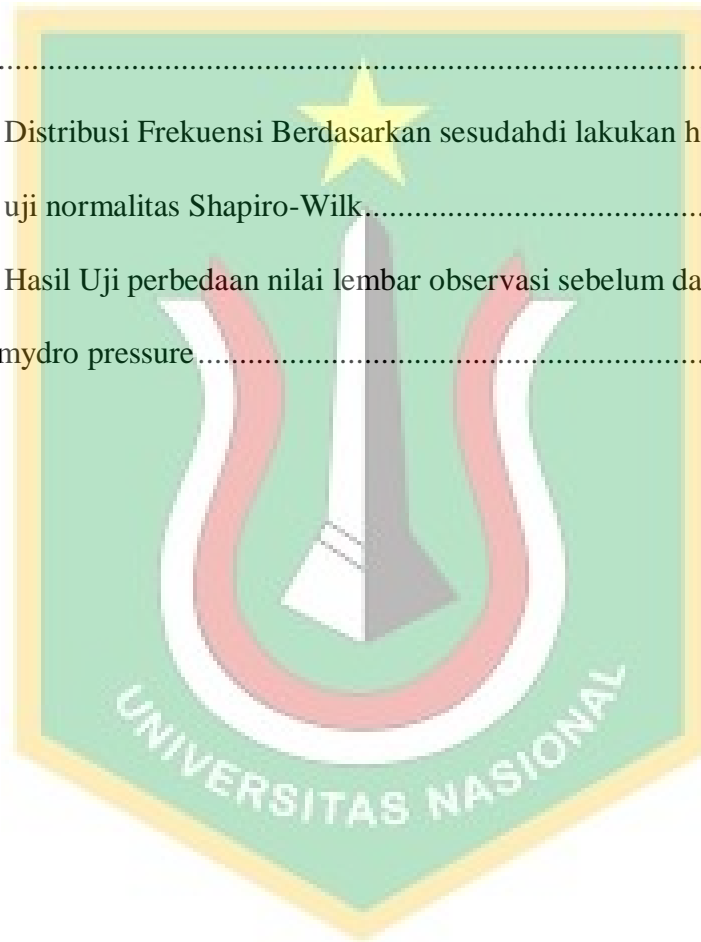 ........................................................................................
Distribusi Frekuensi Berdasarkan sesudahdi lakukan h
uji normalitas Shapiro-Wilk...........................................
Hasil Uji perbedaan nilai lembar observasi sebelum da
mydro pressure................................................................
UNIVERSITAS NASIONAL